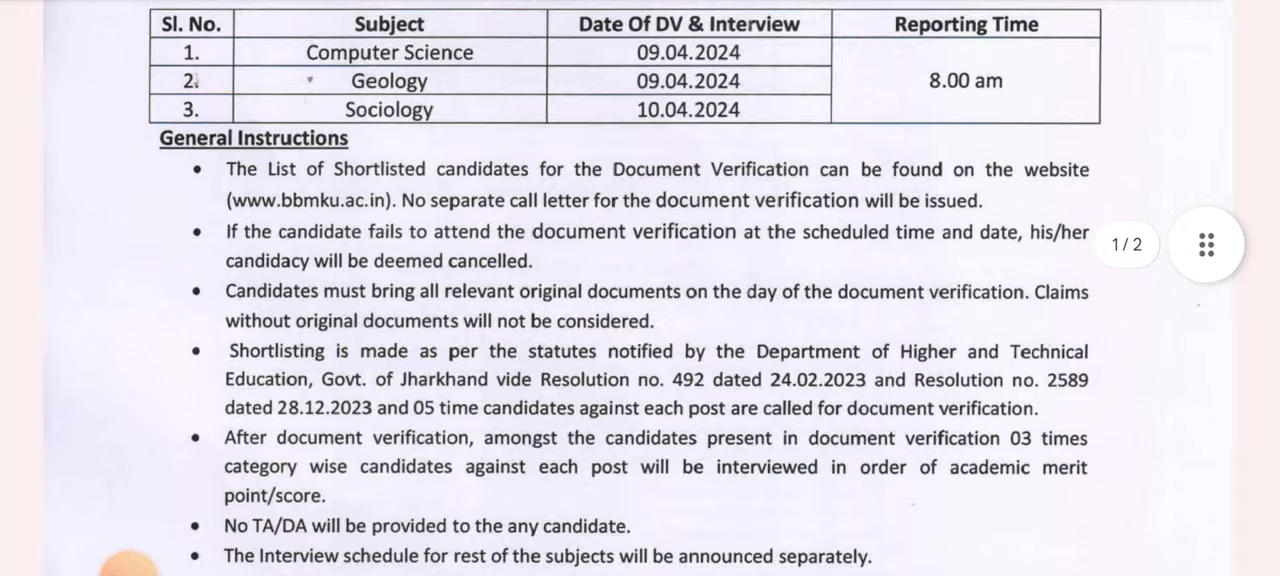 Sl. No. Subject Date Of DV & Interview Reporting Time
1. Computer Science 09.04.2024
2. Geology 09.04.2024 8.00 am
3. Sociology 10.04.2024
General Instructions
• The List of Shortlisted candidates for the Document Verification can be found on the website
(www.bbmku.ac.in). No separate call letter for the document verification will be issued.
• If the candidate fails to attend the document verification at the scheduled time and date, his/her
candidacy will be deemed cancelled.
1 / 2
• Candidates must bring all relevant original documents on the day of the document verification. Claims
without original documents will not be considered.
• Shortlisting is made as per the statutes notified by the Department of Higher and Technical
Education, Govt. of Jharkhand vide Resolution no. 492 dated 24.02.2023 and Resolution no. 2589
dated 28.12.2023 and 05 time candidates against each post are called for document verification.
• After document verification, amongst the candidates present in document verification 03 times
category wise candidates against each post will be interviewed in order of academic merit
point/score.
• No TA/DA will be provided to the any candidate.
• The Interview schedule for rest of the subjects will be announced separately.